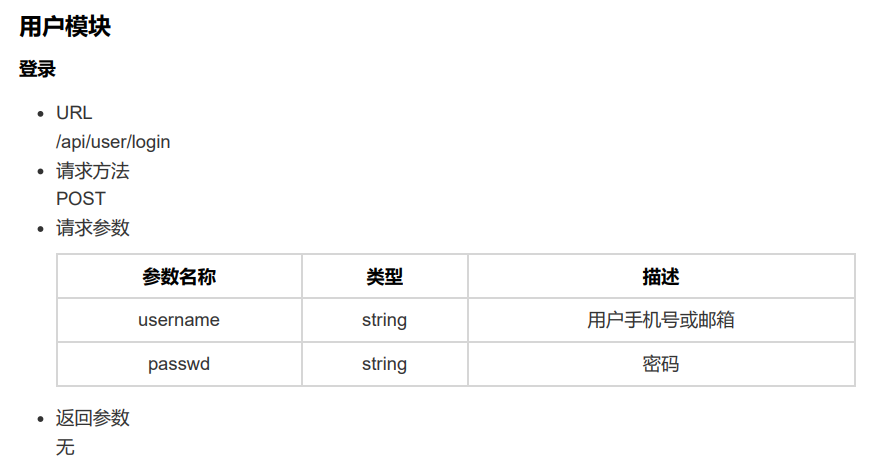 用户模块
登录
URL
/api/user/login
请求方法
POST
请求参数
参数名称 类型 描述
username string 用户手机号或邮箱
passwd string 密码
返回参数
无